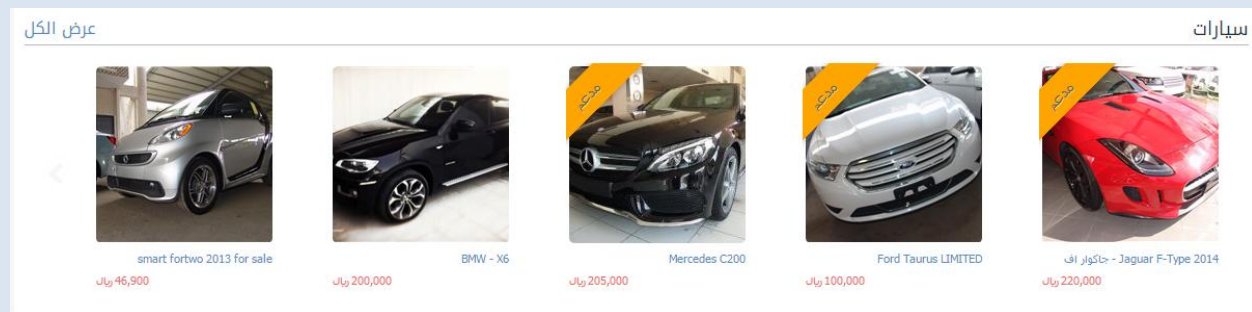 سيارات
عرض الكل
مدعم
مدعم
مدعم
Jaguar F-Type 2014 - جاكوار اف
220,000 ريال
Ford Taurus LIMITED
100,000 ريال
Mercedes C200
205,000 ريال
BMW - X6
200,000 ريال
smart fortwo 2013 for sale
46,900 ريال